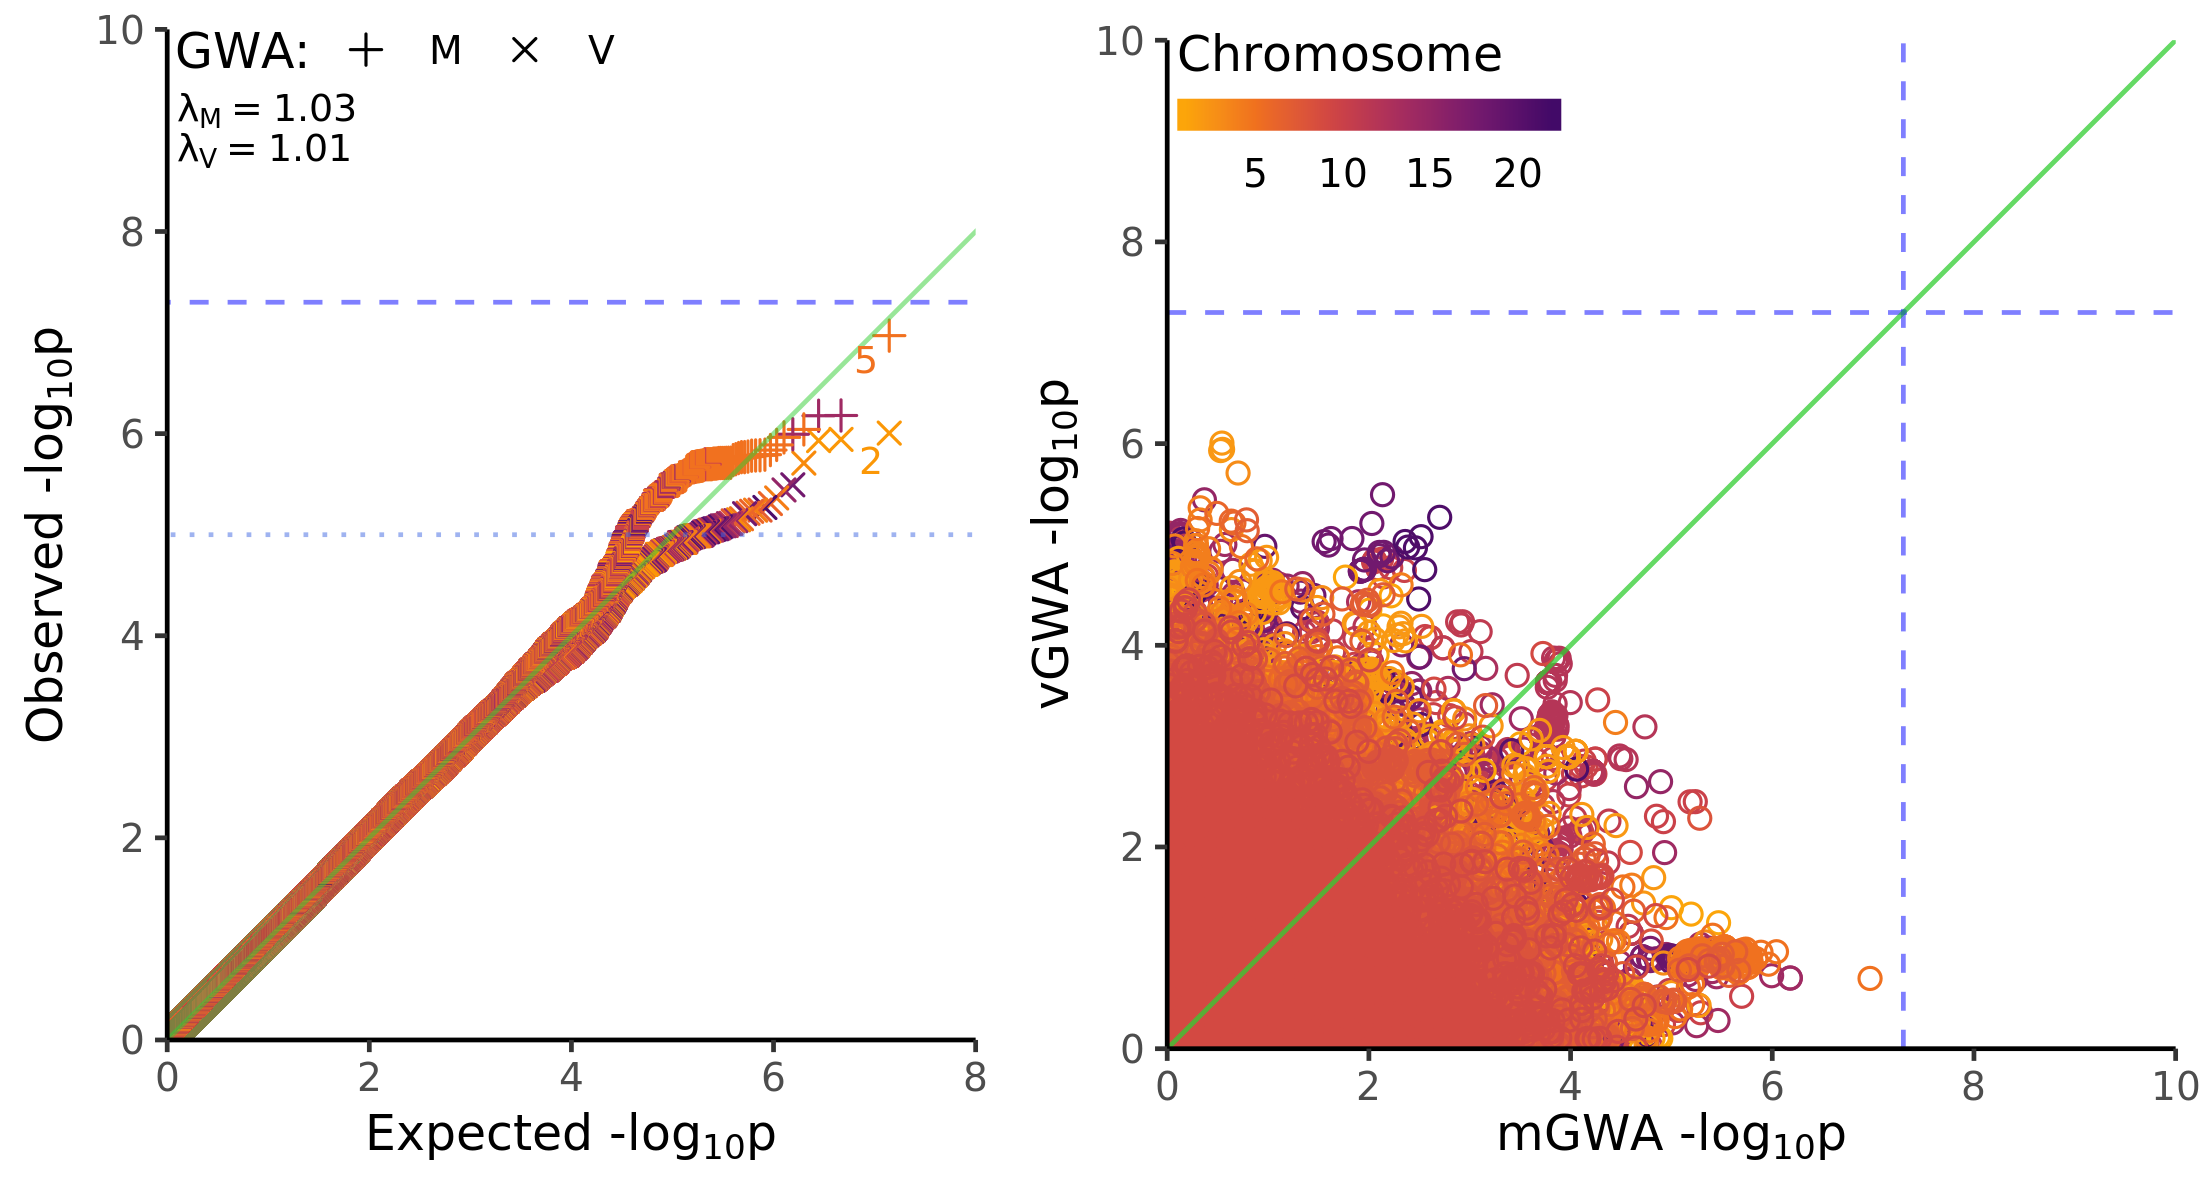 GWA: + M × V
λM = 1.03
λV = 1.01
10
8
6
4
2
0
5
2
0 2 4 6 8
Expected -log10p
Observed -log10p
Chromosome
5 10 15 20
10
8
6
4
2
0
0 2 4 6 8 10
mGWA -log10p
vGWA -log10p